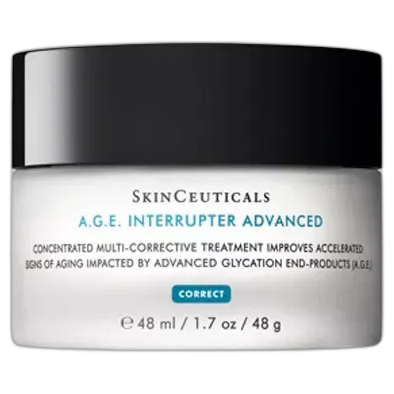 SKINCEUTICALS
A.G.E. INTERRUPTER ADVANCED
CONCENTRATED MULTI-CORRECTIVE TREATMENT IMPROVES ACCELERATED
SIGNS OF AGING IMPACTED BY ADVANCED GLYCATION END-PRODUCTS (A.G.E.)
CORRECT
℮ 48 ml / 1.7 oz / 48 g